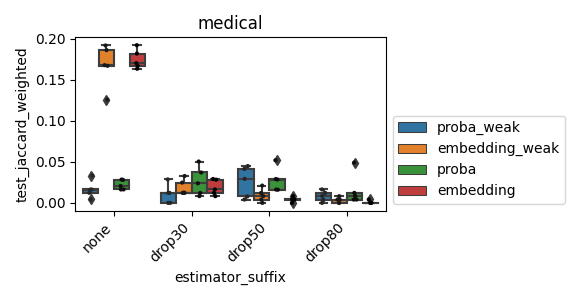 medical
test_jaccard_weighted
0.20
0.15
0.10
0.05
0.00
none
drop30
drop50
drop80
estimator_suffix
proba_weak
embedding_weak
proba
embedding